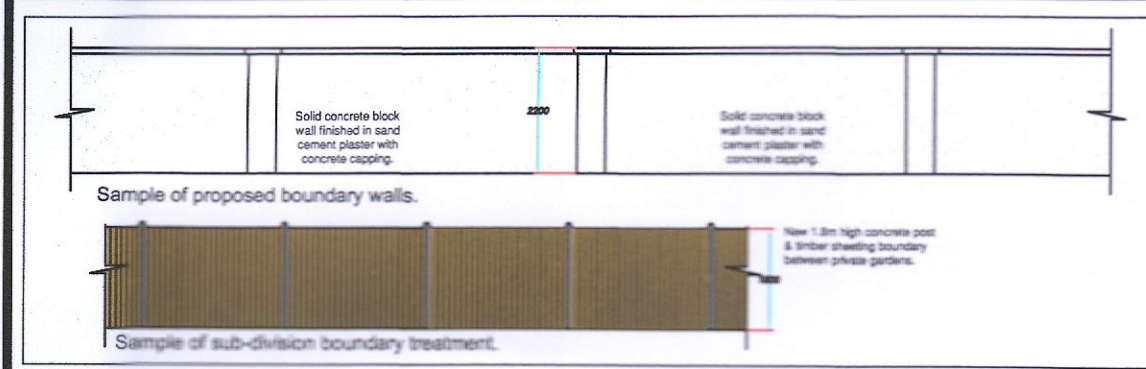 Solid concrete block
wall finished in sand
cement plaster with
concrete capping.
2200
Solid concrete block
wall finished in sand
cement plaster with
concrete capping.
Sample of proposed boundary walls.
New 1.8m high concrete post
& timber sheeting boundary
between private gardens.
Sample of sub-division boundary treatment.